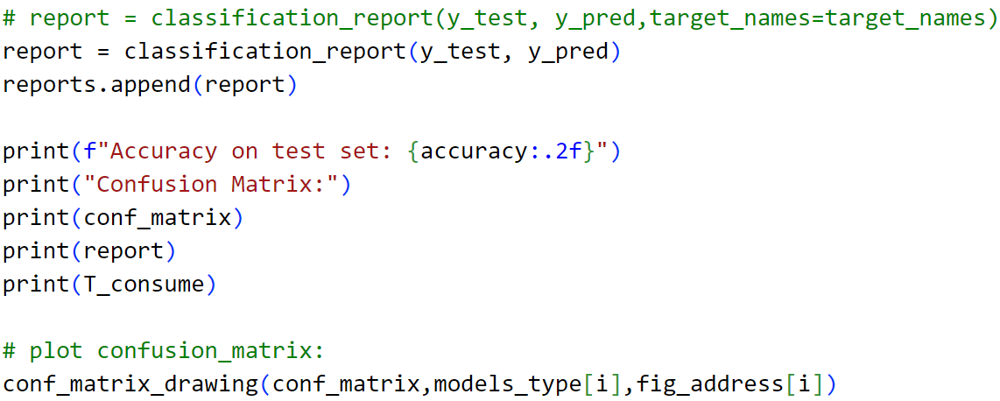 # report = classification_report(y_test, y_pred,target_names=target_names)
report = classification_report(y_test, y_pred)
reports.append(report)
print(f"Accuracy on test set: {accuracy:.2f}")
print("Confusion Matrix:")
print(conf_matrix)
print(report)
print(T_consume)
# plot confusion_matrix:
conf_matrix_drawing(conf_matrix,models_type[i],fig_address[i])